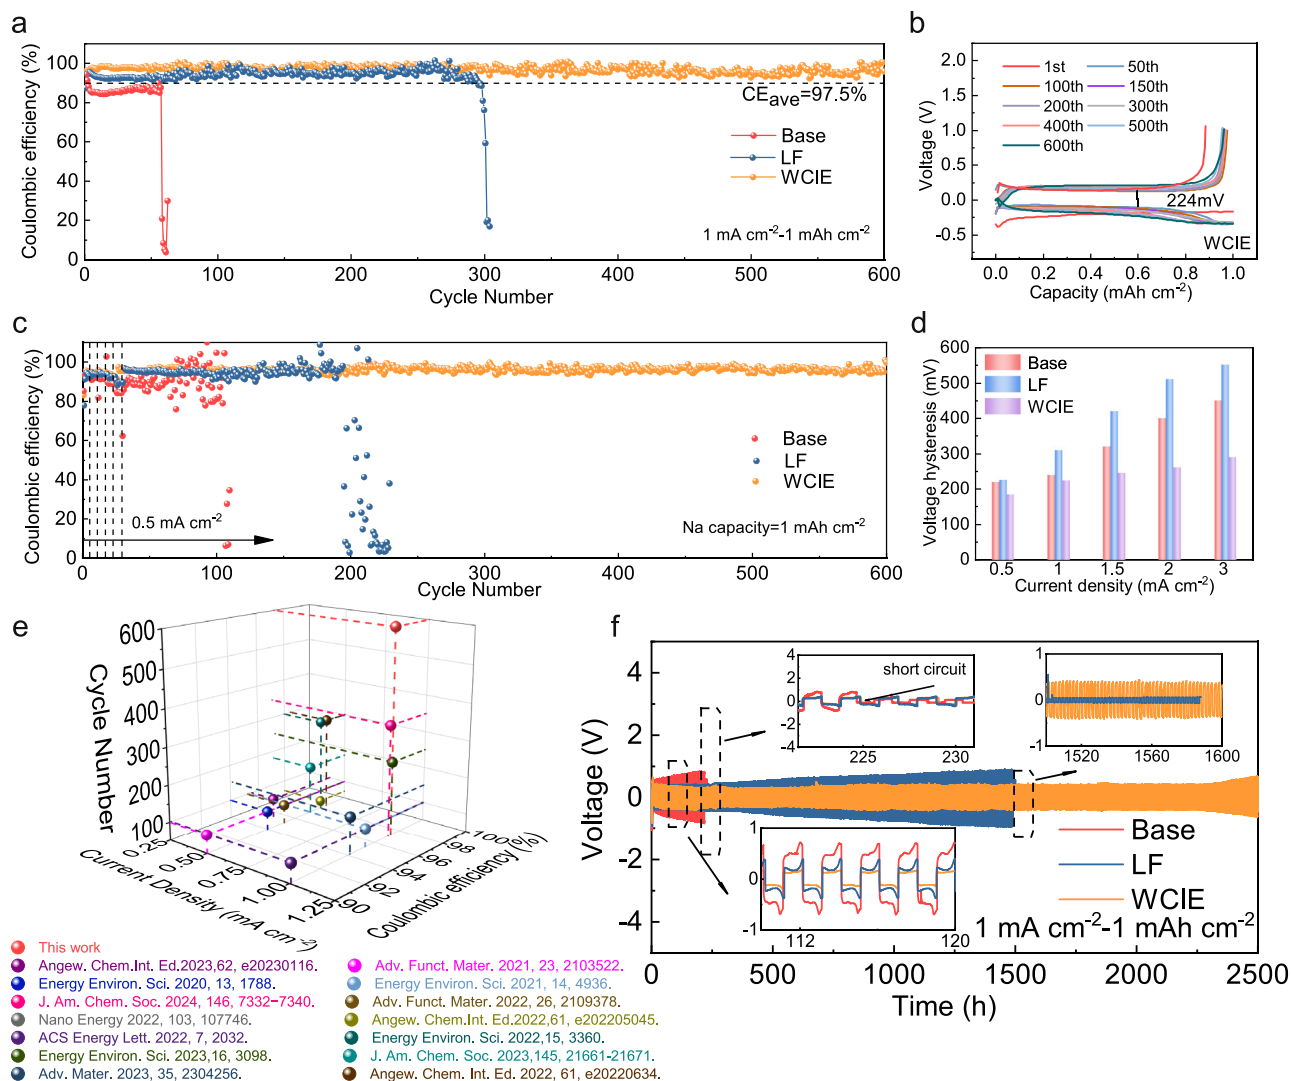 a
Coulombic efficiency (%)
100
80
60
40
20
0
CEave=97.5%
Base
LF
WCIE
1 mA cm-2-1 mAh cm-2
0 100 200 300 400 500 600
Cycle Number
b
Voltage (V)
2.0
1.5
1.0
0.5
0.0
-0.5
1st 50th
100th 150th
200th 300th
400th 500th
600th
224mV
WCIE
0.0 0.2 0.4 0.6 0.8 1.0
Capacity (mAh cm-2)
c
Coulombic efficiency (%)
100
80
60
40
20
0
Base
LF
WCIE
0.5 mA cm-2
Na capacity=1 mAh cm-2
0 100 200 300 400 500 600
Cycle Number
d
Voltage hysteresis (mV)
600
500
400
300
200
100
0
Base
LF
WCIE
0.5 1 1.5 2 3
Current density (mA cm-2)
e
Cycle Number
600
500
400
300
200
100
0.25
0.50
0.75
1.00
1.25
Current Density (mA cm-2)
90
92
94
96
98
100
Coulombic efficiency (%)
This work
Angew. Chem.Int. Ed.2023,62, e20230116.
Energy Environ. Sci. 2020, 13, 1788.
J. Am. Chem. Soc. 2024, 146, 7332-7340.
Nano Energy 2022, 103, 107746.
ACS Energy Lett. 2022, 7, 2032.
Energy Environ. Sci. 2023,16, 3098.
Adv. Mater. 2023, 35, 2304256.
Adv. Funct. Mater. 2021, 23, 2103522.
Energy Environ. Sci. 2021, 14, 4936.
Adv. Funct. Mater. 2022, 26, 2109378.
Angew. Chem.Int. Ed.2022,61, e202205045.
Energy Environ. Sci. 2022,15, 3360.
J. Am. Chem. Soc. 2023,145, 21661-21671.
Angew. Chem. Int. Ed. 2022, 61, e20220634.
f
Voltage (V)
4
2
0
-2
-4
4
2
0
-2
-4
short circuit
225 230
1
0
-1
1520 1560 1600
1
0
-1
112 120
Base
LF
WCIE
1 mA cm-2-1 mAh cm-2
0 500 1000 1500 2000 2500
Time (h)